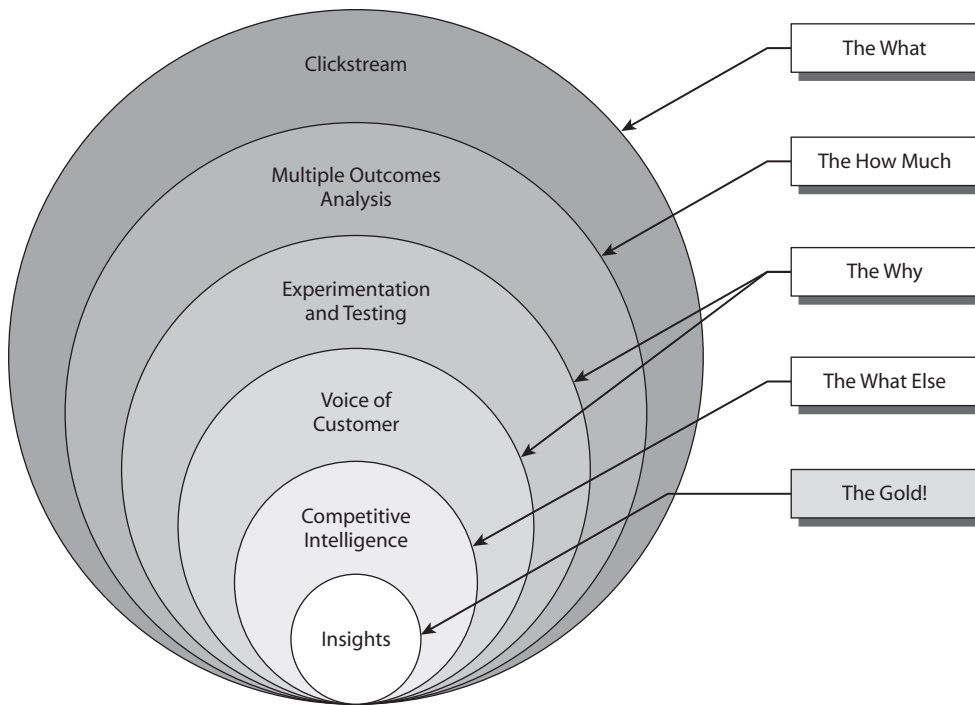 Clickstream
Multiple Outcomes
Analysis
Experimentation
and Testing
Voice of
Customer
Competitive
Intelligence
Insights
The What
The How Much
The Why
The What Else
The Gold!